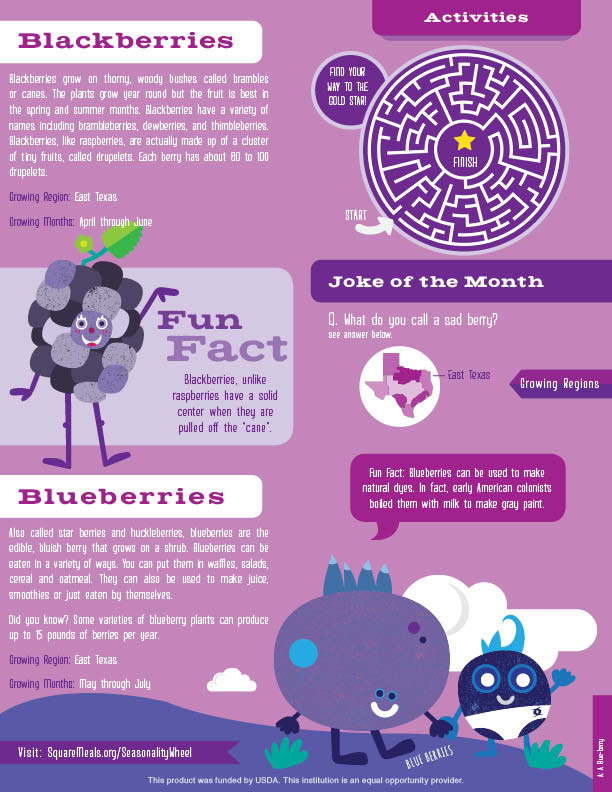 Blackberries
Blackberries grow on thorny, woody bushes called brambles
or canes. The plants grow year round but the fruit is best in
the spring and summer months. Blackberries have a variety of
names including brambleberries, dewberries, and thimbleberries.
Blackberries, like raspberries, are actually made up of a cluster
of tiny fruits, called drupelets. Each berry has about 80 to 100
drupelets.
Growing Region: East Texas
Growing Months: April through June
Fun
Fact
Blackberries, unlike
raspberries have a solid
center when they are
pulled off the "cane".
Blueberries
Also called star berries and huckleberries, blueberries are the
edible, bluish berry that grows on a shrub. Blueberries can be
eaten in a variety of ways. You can put them in waffles, salads,
cereal and oatmeal. They can also be used to make juice,
smoothies or just eaten by themselves.
Did you know? Some varieties of blueberry plants can produce
up to 15 pounds of berries per year.
Growing Region: East Texas
Growing Months: May through July
Visit: SquareMeals.org/SeasonalityWheel
Activities
FIND YOUR
WAY TO THE
GOLD STAR!
FINISH
START
Joke of the Month
Q. What do you call a sad berry?
see answer below.
East Texas
Growing Regions
Fun Fact: Blueberries can be used to make
natural dyes. In fact, early American colonists
boiled them with milk to make gray paint.
BLUE BERRIES
A: A Blue-berry
This product was funded by USDA. This institution is an equal opportunity provider.